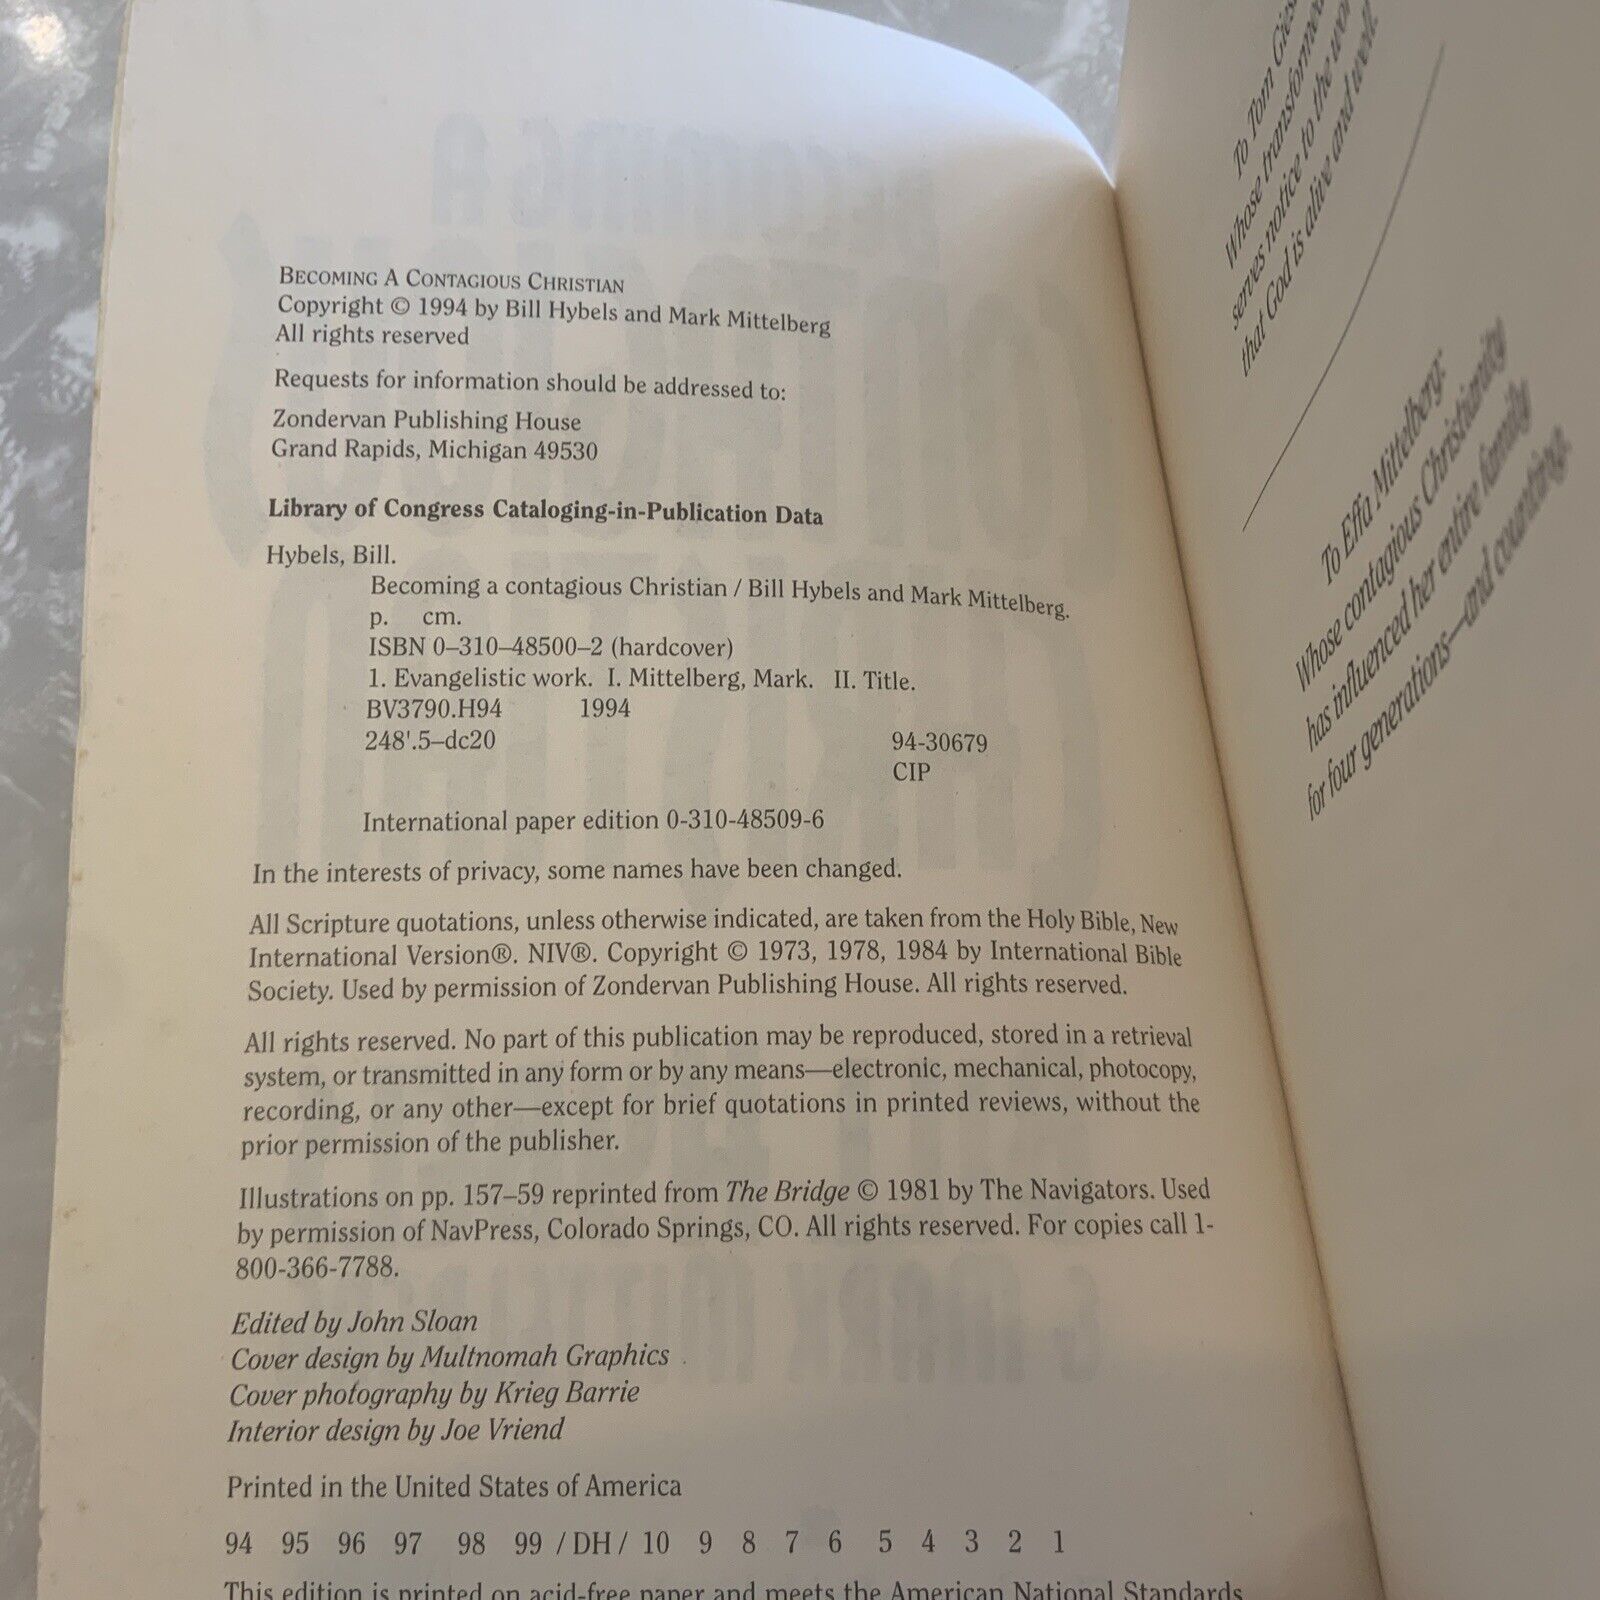 BECOMING A CONTAGIOUS CHRISTIAN
Copyright © 1994 by Bill Hybels and Mark Mittelberg
All rights reserved
Requests for information should be addressed to:
Zondervan Publishing House
Grand Rapids, Michigan 49530
Library of Congress Cataloging-in-Publication Data
Hybels, Bill.
Becoming a contagious Christian / Bill Hybels and Mark Mittelberg.
p. cm.
ISBN 0–310–48500–2 (hardcover)
1. Evangelistic work. I. Mittelberg, Mark. II. Title.
BV3790.H94 1994
248'.5–dc20 94-30679
CIP
International paper edition 0-310-48509-6
In the interests of privacy, some names have been changed.
All Scripture quotations, unless otherwise indicated, are taken from the Holy Bible, New
International Version®. NIV®. Copyright © 1973, 1978, 1984 by International Bible
Society. Used by permission of Zondervan Publishing House. All rights reserved.
All rights reserved. No part of this publication may be reproduced, stored in a retrieval
system, or transmitted in any form or by any means—electronic, mechanical, photocopy,
recording, or any other—except for brief quotations in printed reviews, without the
prior permission of the publisher.
Illustrations on pp. 157–59 reprinted from The Bridge © 1981 by The Navigators. Used
by permission of NavPress, Colorado Springs, CO. All rights reserved. For copies call 1-
800-366-7788.
Edited by John Sloan
Cover design by Multnomah Graphics
Cover photography by Krieg Barrie
Interior design by Joe Vriend
Printed in the United States of America
94 95 96 97 98 99 / DH / 10 9 8 7 6 5 4 3 2 1
This edition is printed on acid-free paper and meets the American National Standards
To Tom
Whose transformed
serves notice to the
that God is alive and well.
To Effa Mittelberg:
Whose contagious Christianity
has influenced her entire family
for four generations—and counting.